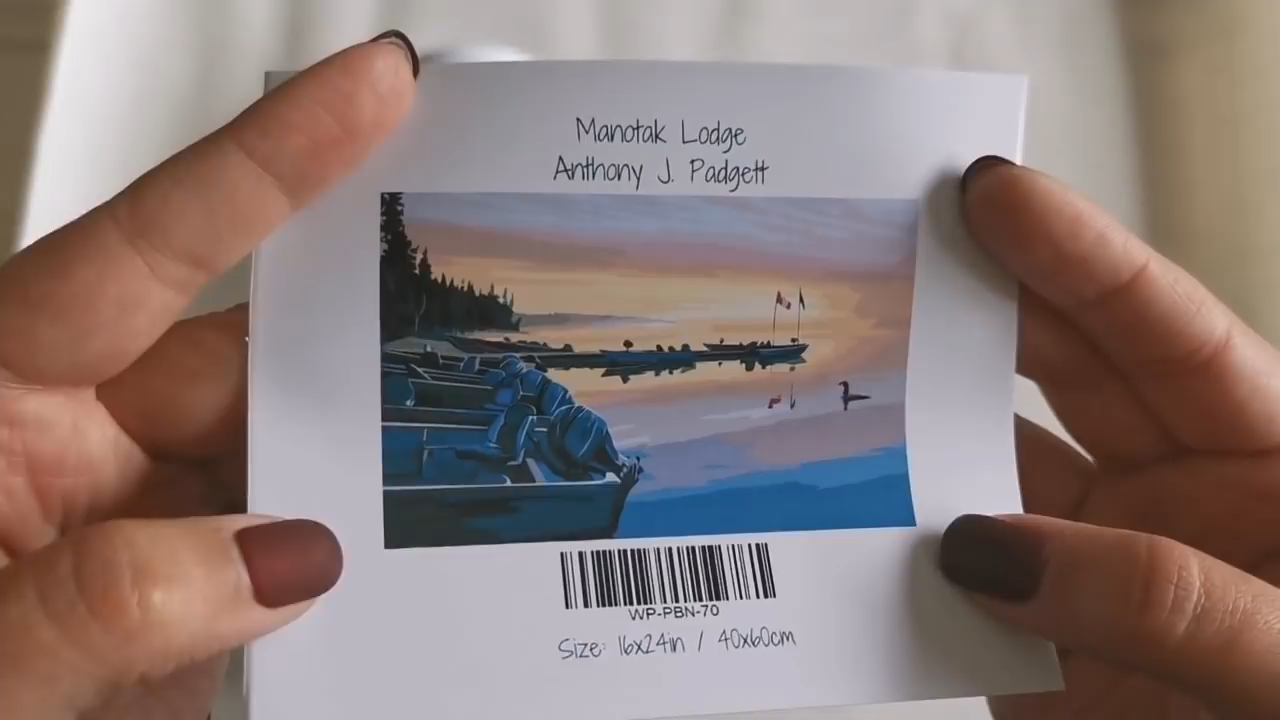 Manotak Lodge
Anthony J. Padgett
WP-PBN-70
Size: 16x24in / 40x60cm